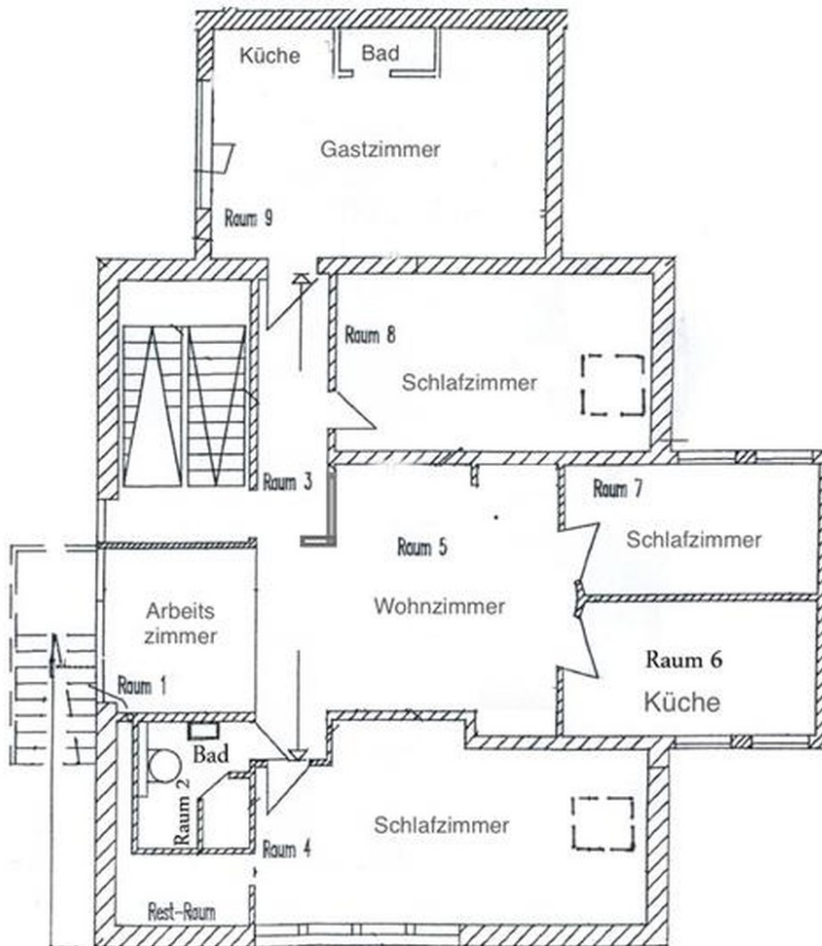 Küche
Bad
Gastzimmer
Raum 9
Raum 8
Schlafzimmer
Raum 3
Raum 7
Schlafzimmer
Raum 5
Wohnzimmer
Arbeits
zimmer
Raum 1
Raum 6
Küche
Bad
Raum 2
Schlafzimmer
Raum 4
Rest-Raum